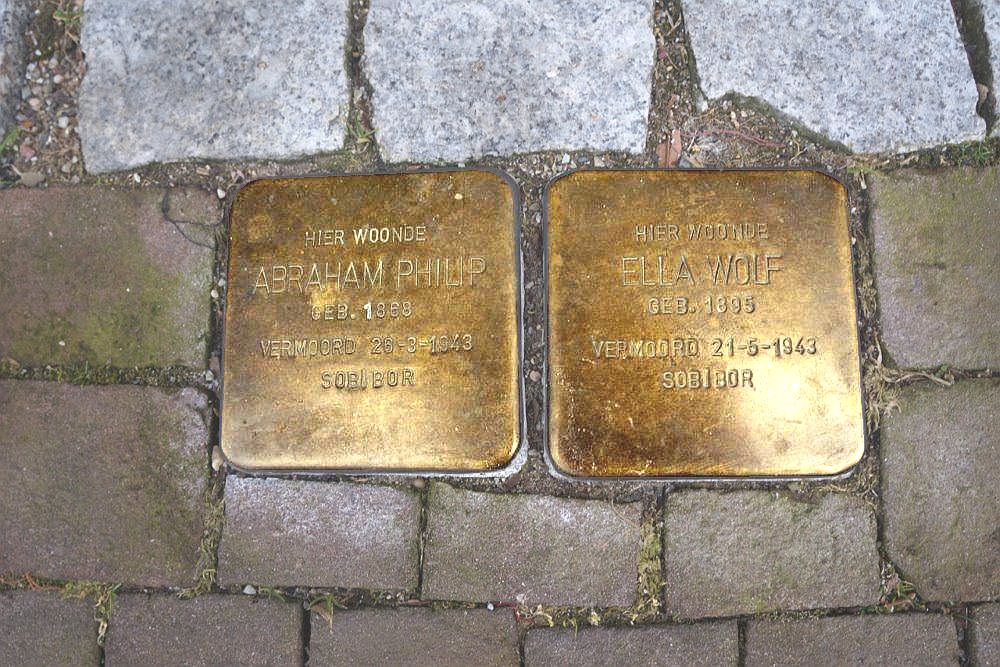 HIER WOONDE
ABRAHAM PHILIP
GEB. 1868
VERMOORD 26-3-1943
SOBIBOR
HIER WOONDE
ELLA WOLF
GEB. 1895
VERMOORD 21-5-1943
SOBIBOR